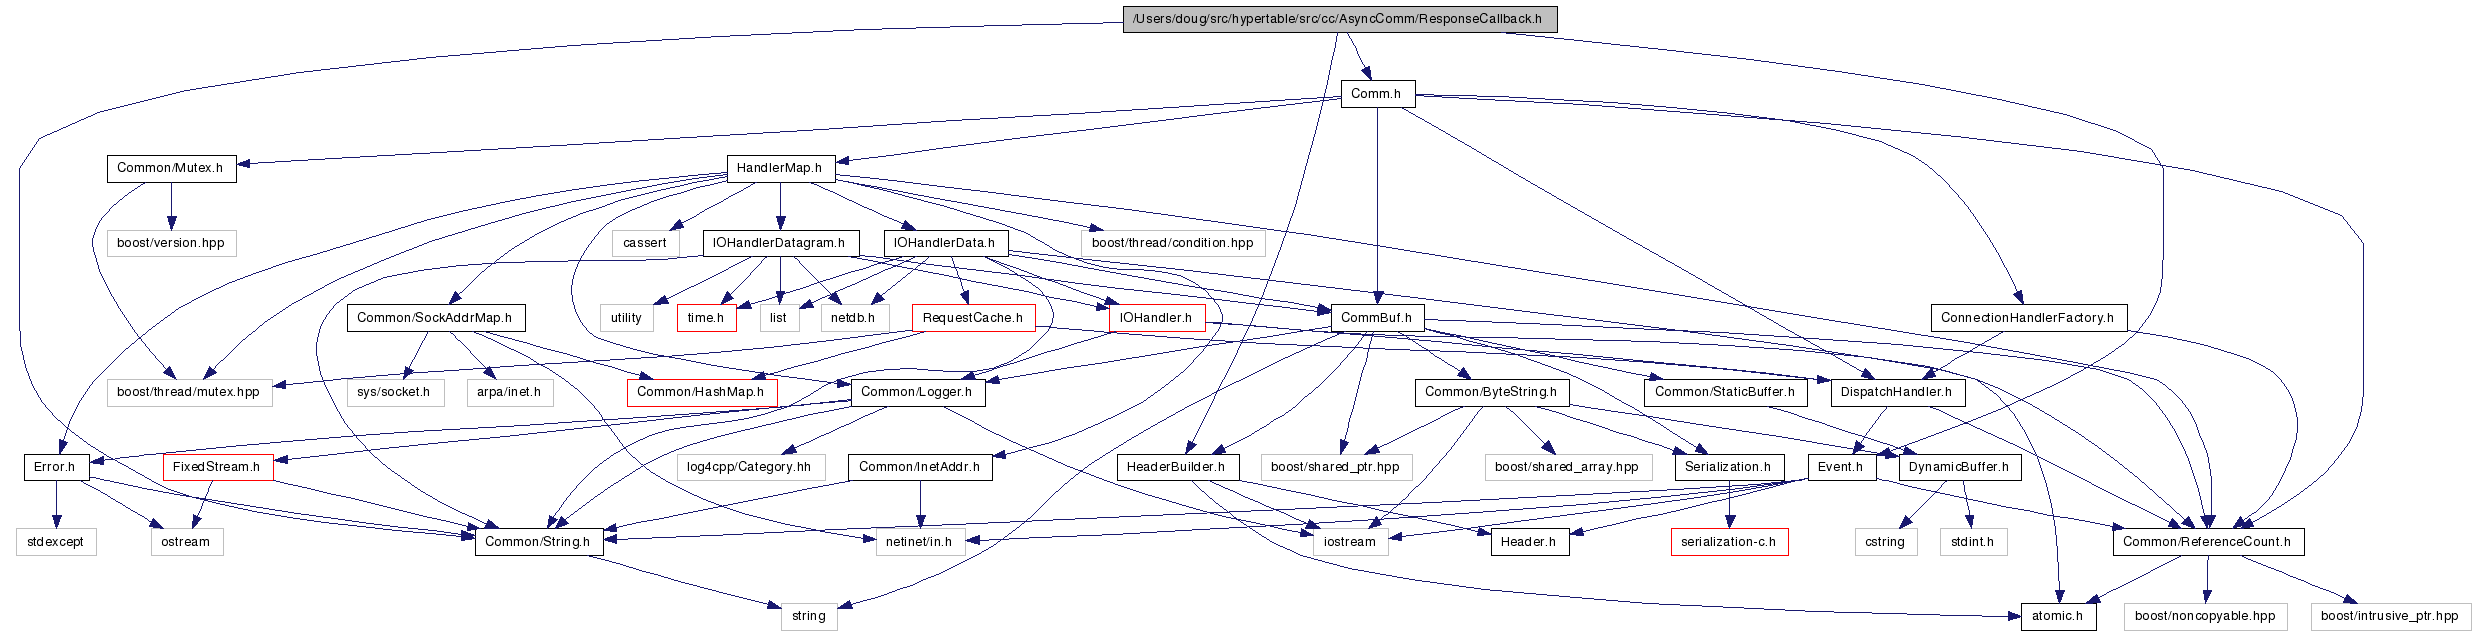 /Users/doug/src/hypertable/src/cc/AsyncComm/ResponseCallback.h
Comm.h
Common/Mutex.h
HandlerMap.h
boost/version.hpp
cassert
IOHandlerDatagram.h
IOHandlerData.h
boost/thread/condition.hpp
Common/SockAddrMap.h
utility
time.h
list
netdb.h
RequestCache.h
IOHandler.h
CommBuf.h
ConnectionHandlerFactory.h
boost/thread/mutex.hpp
sys/socket.h
arpa/inet.h
Common/HashMap.h
Common/Logger.h
Common/ByteString.h
Common/StaticBuffer.h
DispatchHandler.h
Error.h
FixedStream.h
log4cpp/Category.hh
Common/InetAddr.h
HeaderBuilder.h
boost/shared_ptr.hpp
boost/shared_array.hpp
Serialization.h
Event.h
DynamicBuffer.h
stdexcept
ostream
Common/String.h
netinet/in.h
iostream
Header.h
serialization-c.h
cstring
stdint.h
Common/ReferenceCount.h
string
atomic.h
boost/noncopyable.hpp
boost/intrusive_ptr.hpp